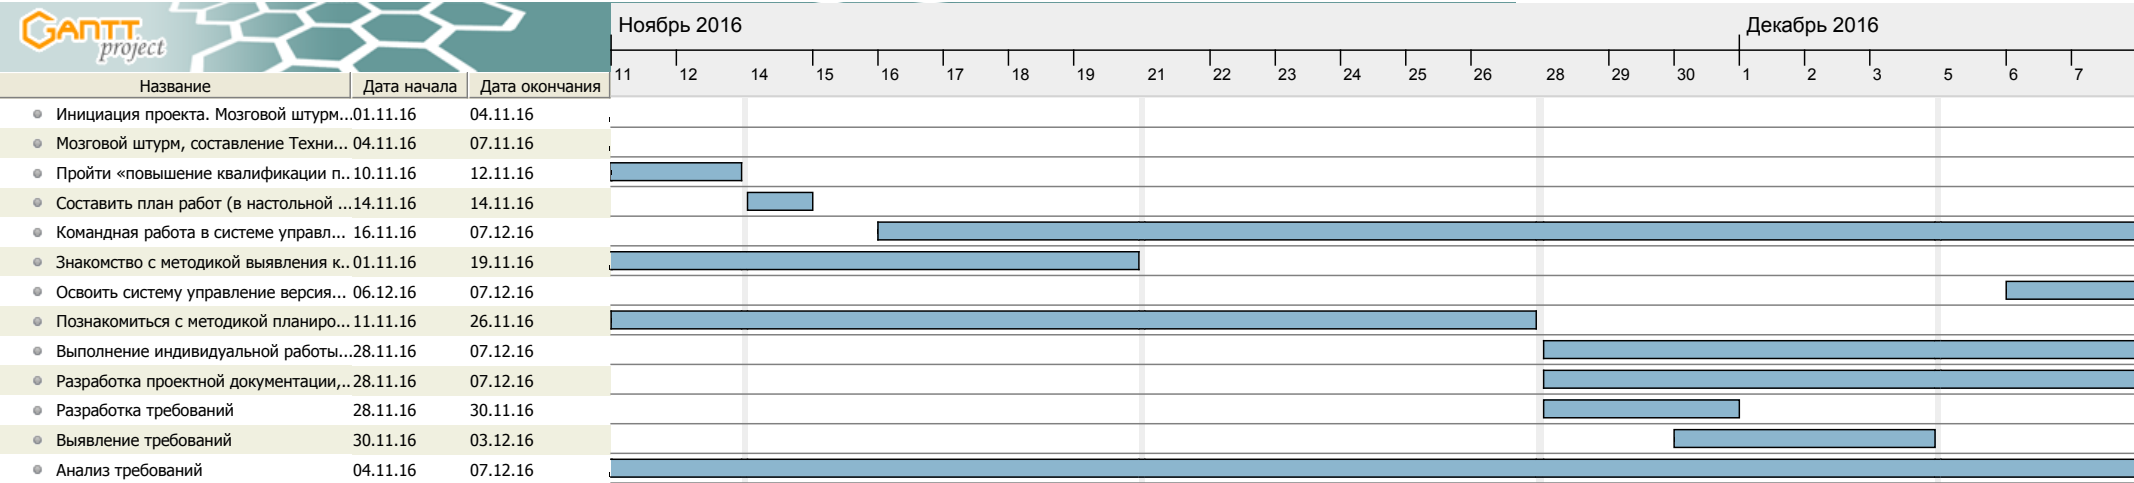 GANTT
project
Ноябрь 2016 Декабрь 2016
11 12 14 15 16 17 18 19 21 22 23 24 25 26 28 29 30 1 2 3 5 6 7
Название Дата начала Дата окончания
Инициация проекта. Мозговой штурм... 01.11.16 04.11.16
Мозговой штурм, составление Техни... 04.11.16 07.11.16
Пройти «повышение квалификации п.. 10.11.16 12.11.16
Составить план работ (в настольной ... 14.11.16 14.11.16
Командная работа в системе управл... 16.11.16 07.12.16
Знакомство с методикой выявления к.. 01.11.16 19.11.16
Освоить систему управление версия... 06.12.16 07.12.16
Познакомиться с методикой планиро... 11.11.16 26.11.16
Выполнение индивидуальной работы... 28.11.16 07.12.16
Разработка проектной документации,.. 28.11.16 07.12.16
Разработка требований 28.11.16 30.11.16
Выявление требований 30.11.16 03.12.16
Анализ требований 04.11.16 07.12.16